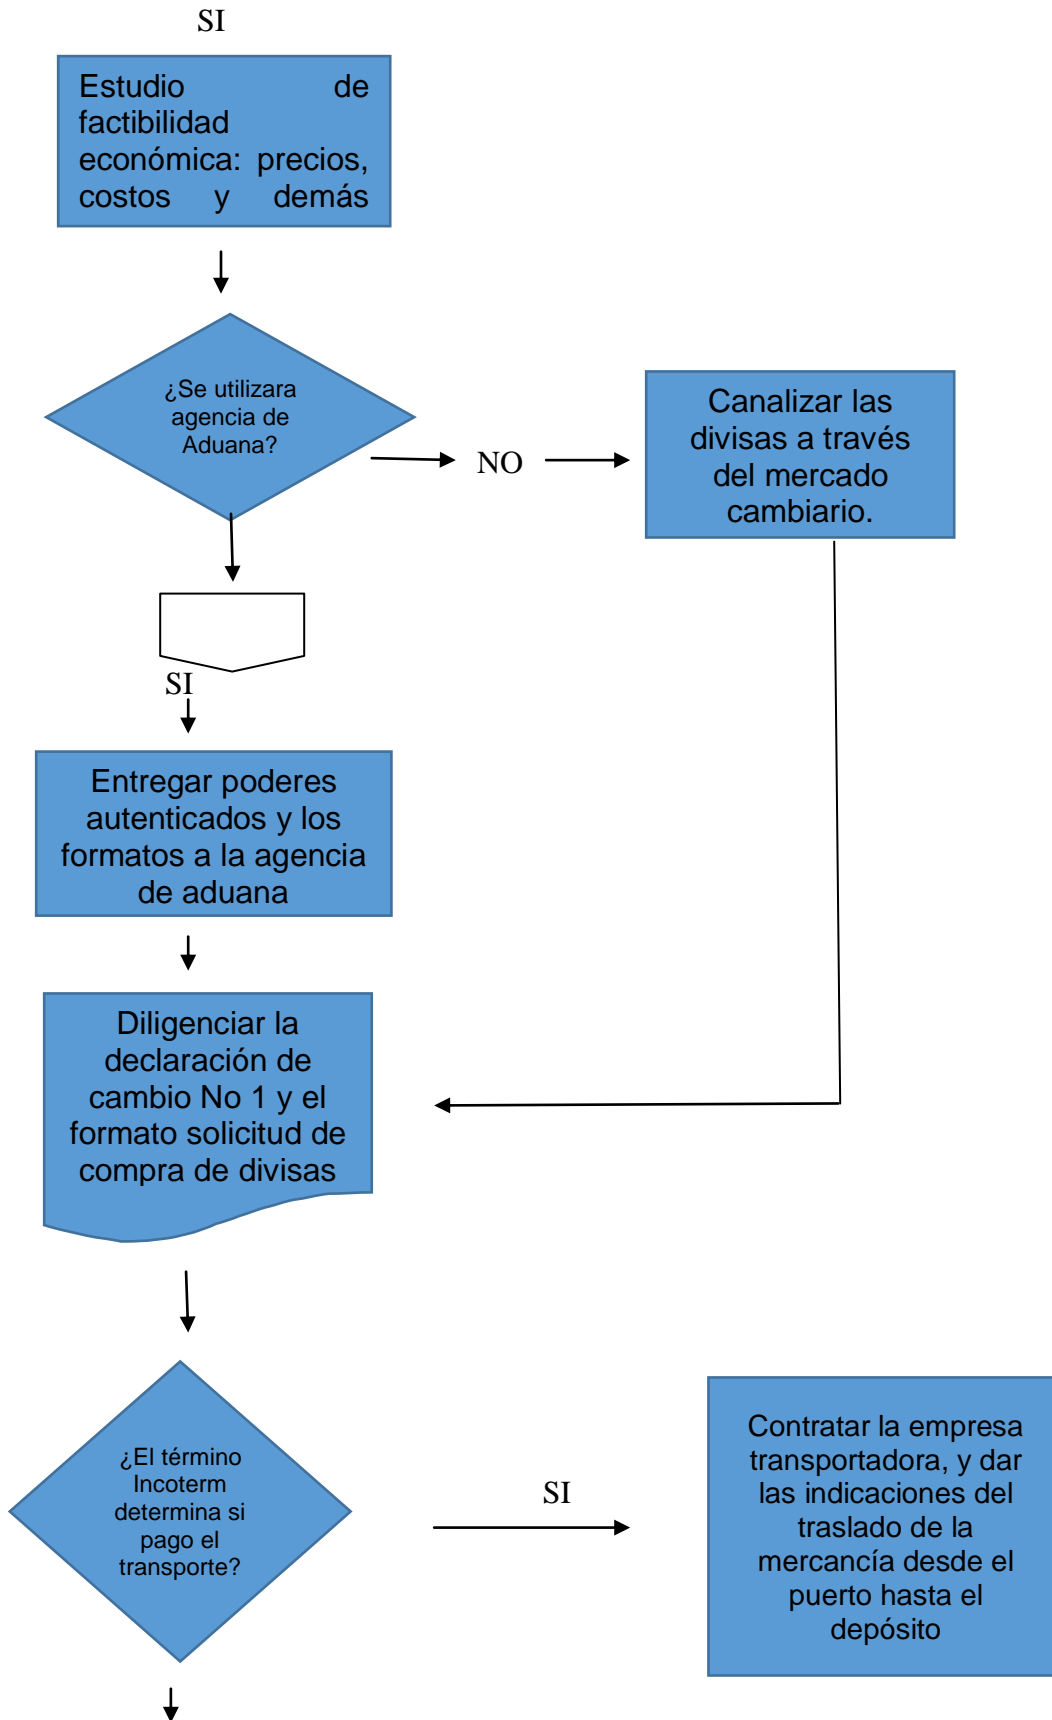 SI
Estudio de
factibilidad
económica: precios,
costos y demás
¿Se utilizara
agencia de
Aduana?
NO
Canalizar las
divisas a través
del mercado
cambiario.
SI
Entregar poderes
autenticados y los
formatos a la agencia
de aduana
Diligenciar la
declaración de
cambio No 1 y el
formato solicitud de
compra de divisas
¿El término
Incoterm
determina si
pago el
transporte?
SI
Contratar la empresa
transportadora, y dar
las indicaciones del
traslado de la
mercancía desde el
puerto hasta el
depósito